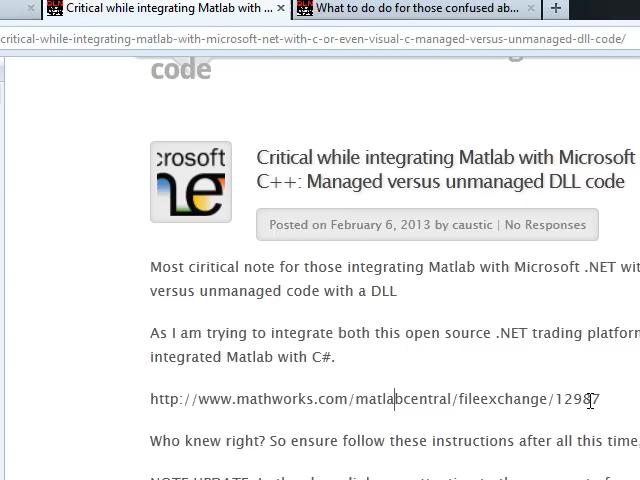 Critical while integrating Matlab with ... ×
What to do do for those confused ab... ×
critical-while-integrating-matlab-with-microsoft-net-with-c-or-even-visual-c-managed-versus-unmanaged-dll-code/
code
crosoft
Critical while integrating Matlab with Microsoft
C++: Managed versus unmanaged DLL code
Posted on February 6, 2013 by caustic | No Responses
Most ciritical note for those integrating Matlab with Microsoft .NET wit
versus unmanaged code with a DLL
As I am trying to integrate both this open source .NET trading platform
integrated Matlab with C#.
http://www.mathworks.com/matlabcentral/fileexchange/12987
Who knew right? So ensure follow these instructions after all this time,